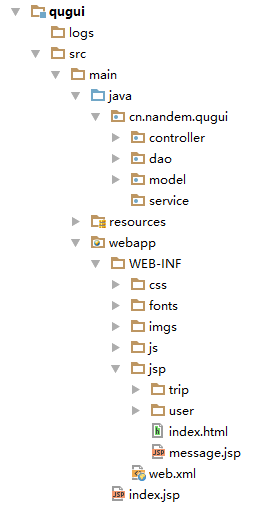 qugui
logs
src
main
java
cn.nandem.qugui
controller
dao
model
service
resources
webapp
WEB-INF
css
fonts
imgs
js
jsp
trip
user
index.html
message.jsp
web.xml
index.jsp